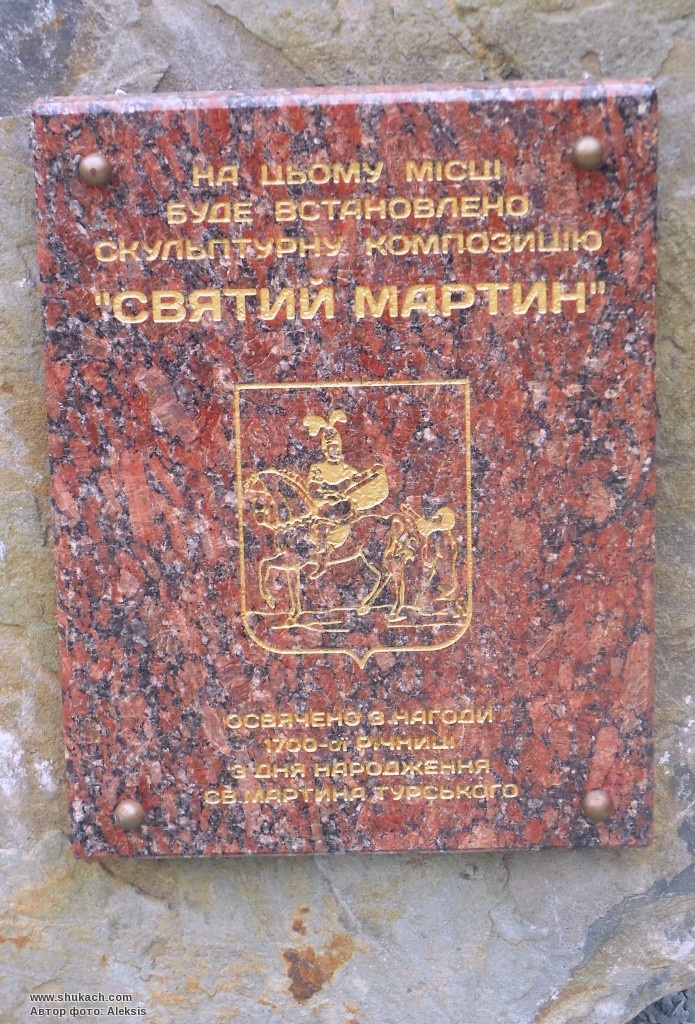 НА ЦЬОМУ МІСЦІ
БУДЕ ВСТАНОВЛЕНО
СКУЛЬПТУРНУ КОМПОЗИЦІЮ
"СВЯТИЙ МАРТИН"
ОСВЯЧЕНО З НАГОДИ
1700-ої РІЧНИЦІ
З ДНЯ НАРОДЖЕННЯ
СВ.МАРТИНА ТУРСЬКОГО
www.shukach.com
Автор фото: Aleksis